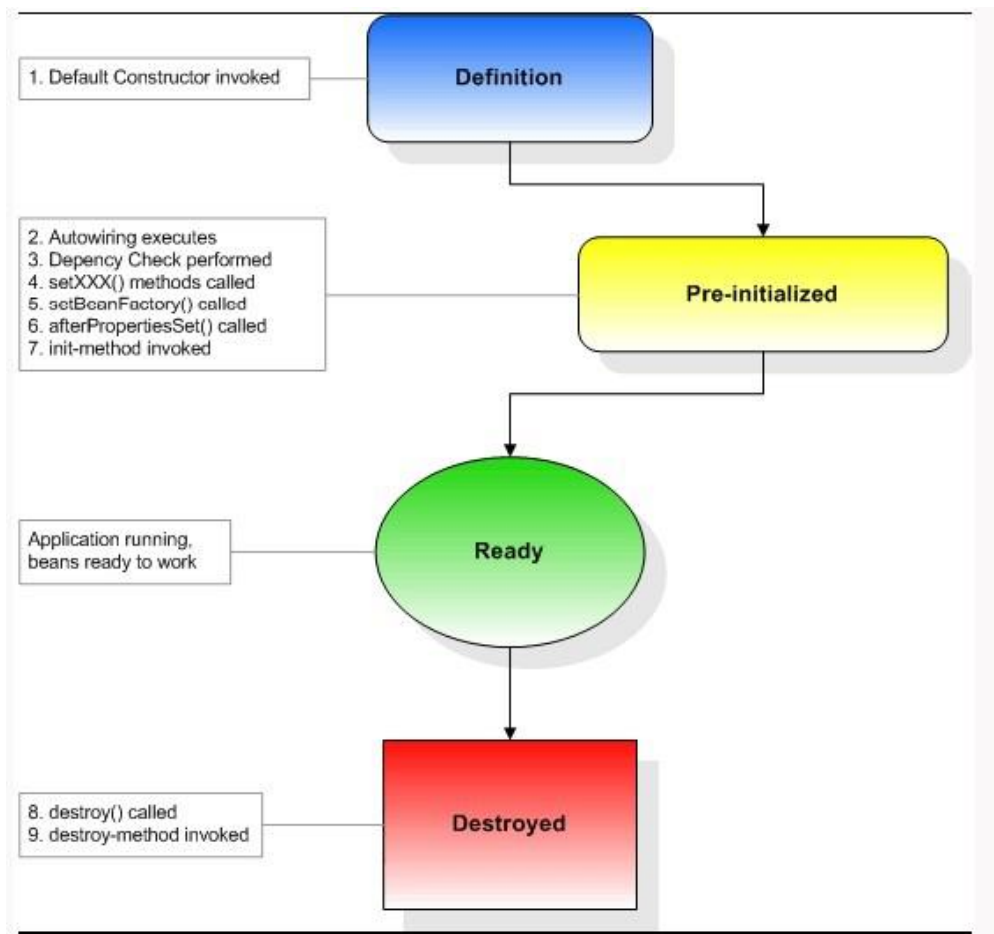 1. Default Constructor invoked
Definition
2. Autowiring executes
3. Depency Check performed
4. setXXX() methods called
5. setBeanFactory() called
6. afterPropertiesSet() called
7. init-method invoked
Pre-initialized
Application running,
beans ready to work
Ready
8. destroy() called
9. destroy-method invoked
Destroyed